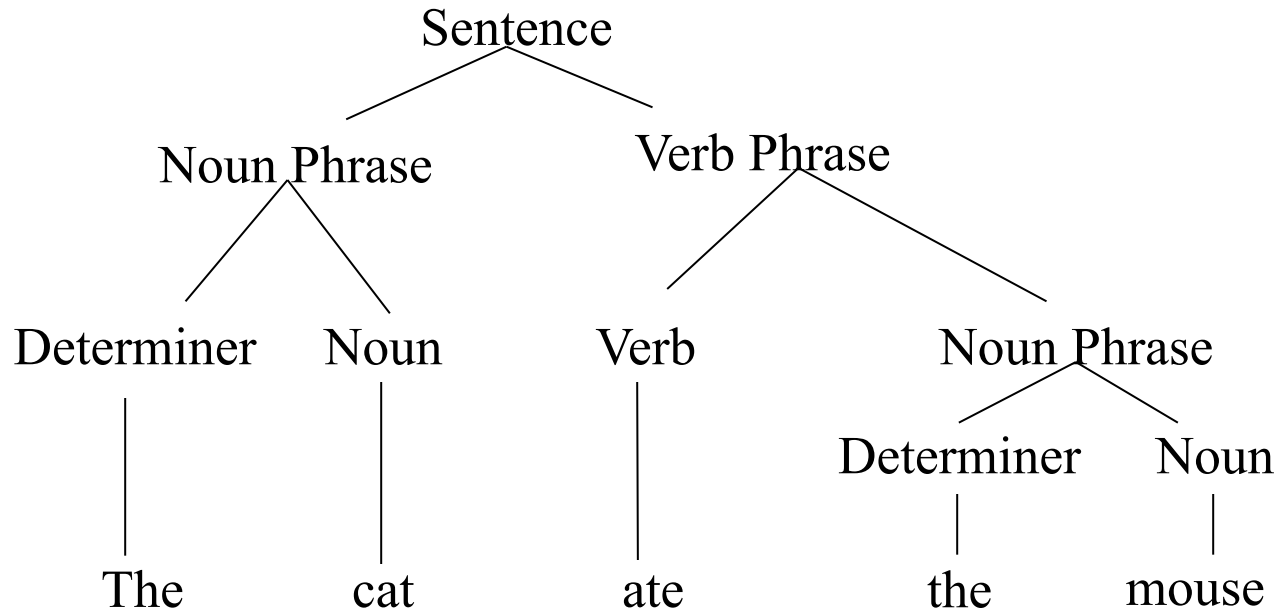 Sentence
Noun Phrase Verb Phrase
Determiner Noun Verb Noun Phrase
Determiner Noun
The cat ate the mouse